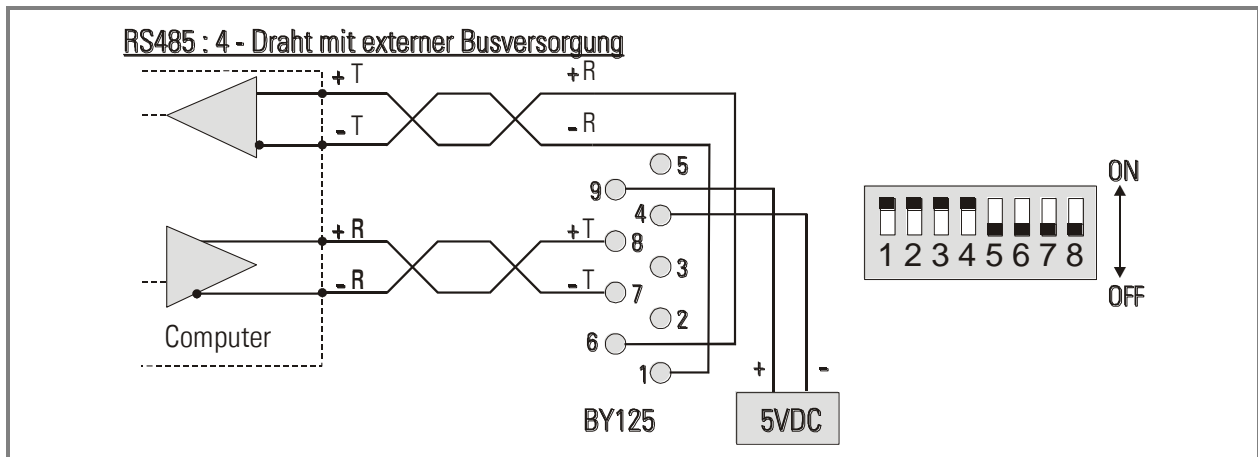 RS485 : 4 - Draht mit externer Busversorgung
+ T
+ R
- T
- R
5
9
4
+ R
+ T
8
3
- R
- T
7
2
Computer
6
1
+ -
BY125
5VDC
ON
1 2 3 4 5 6 7 8
OFF